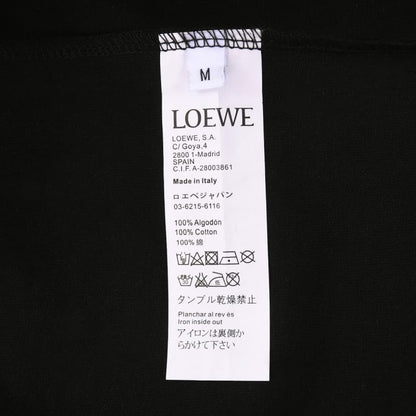 M
LOEWE
LOEWE, S.A.
C/ Goya,4
2800 1-Madrid
SPAIN
C.I.F A-28003861
Made in Italy
ロエベジャパン
03-6215-6116
100% Algodón
100% Cotton
100% 綿
タンブル乾燥禁止
Planchar al rev és
Iron inside out
アイロンは裏側か
らかけて下さい